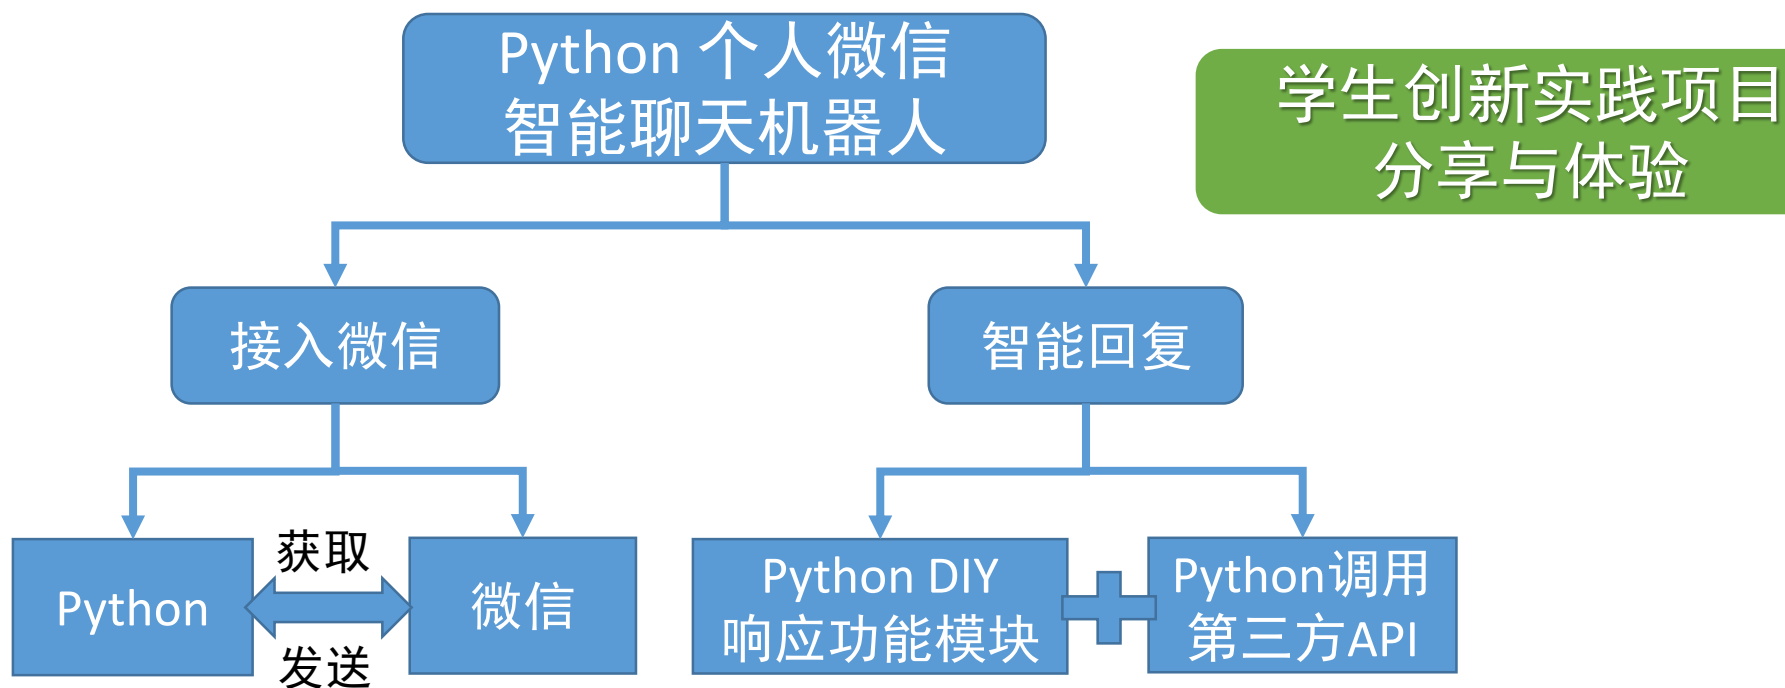 Python 个人微信
智能聊天机器人
学生创新实践项目
分享与体验
接入微信
智能回复
Python
获取
发送
微信
Python DIY
响应功能模块
Python调用
第三方API